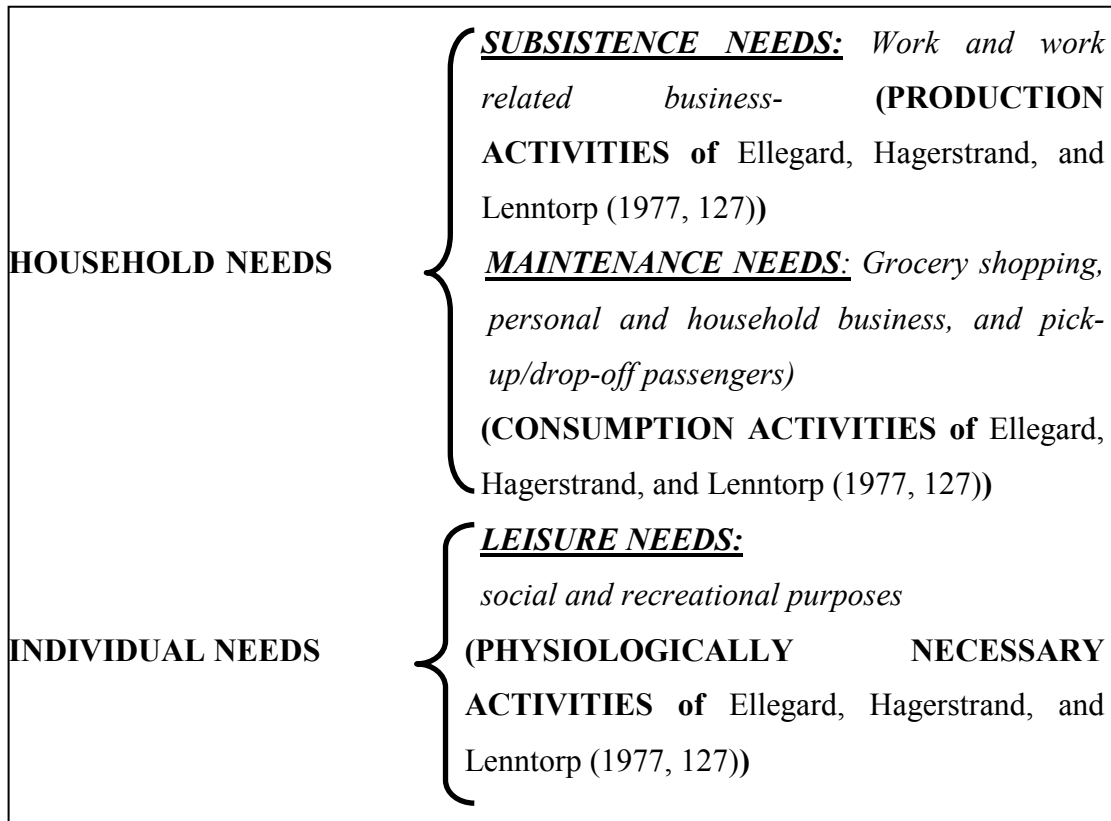 SUBSISTENCE NEEDS: Work and work
related business- (PRODUCTION
ACTIVITIES of Ellegard, Hagerstrand, and
Lenntorp (1977, 127))
HOUSEHOLD NEEDS
MAINTENANCE NEEDS: Grocery shopping,
personal and household business, and pick-
up/drop-off passengers)
(CONSUMPTION ACTIVITIES of Ellegard,
Hagerstrand, and Lenntorp (1977, 127))
LEISURE NEEDS:
social and recreational purposes
INDIVIDUAL NEEDS
(PHYSIOLOGICALLY NECESSARY
ACTIVITIES of Ellegard, Hagerstrand, and
Lenntorp (1977, 127))